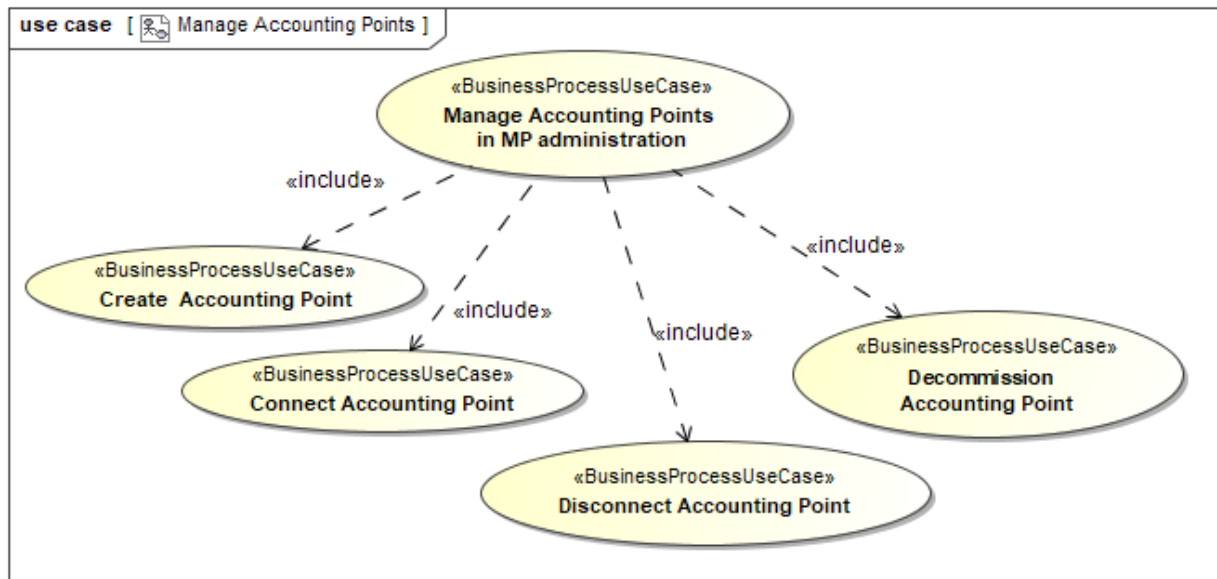 use case [ Manage Accounting Points ]
«BusinessProcessUseCase»
Manage Accounting Points
in MP administration
«include»
«include»
«include»
«include»
«BusinessProcessUseCase»
Create Accounting Point
«BusinessProcessUseCase»
Connect Accounting Point
«BusinessProcessUseCase»
Decommission
Accounting Point
«BusinessProcessUseCase»
Disconnect Accounting Point